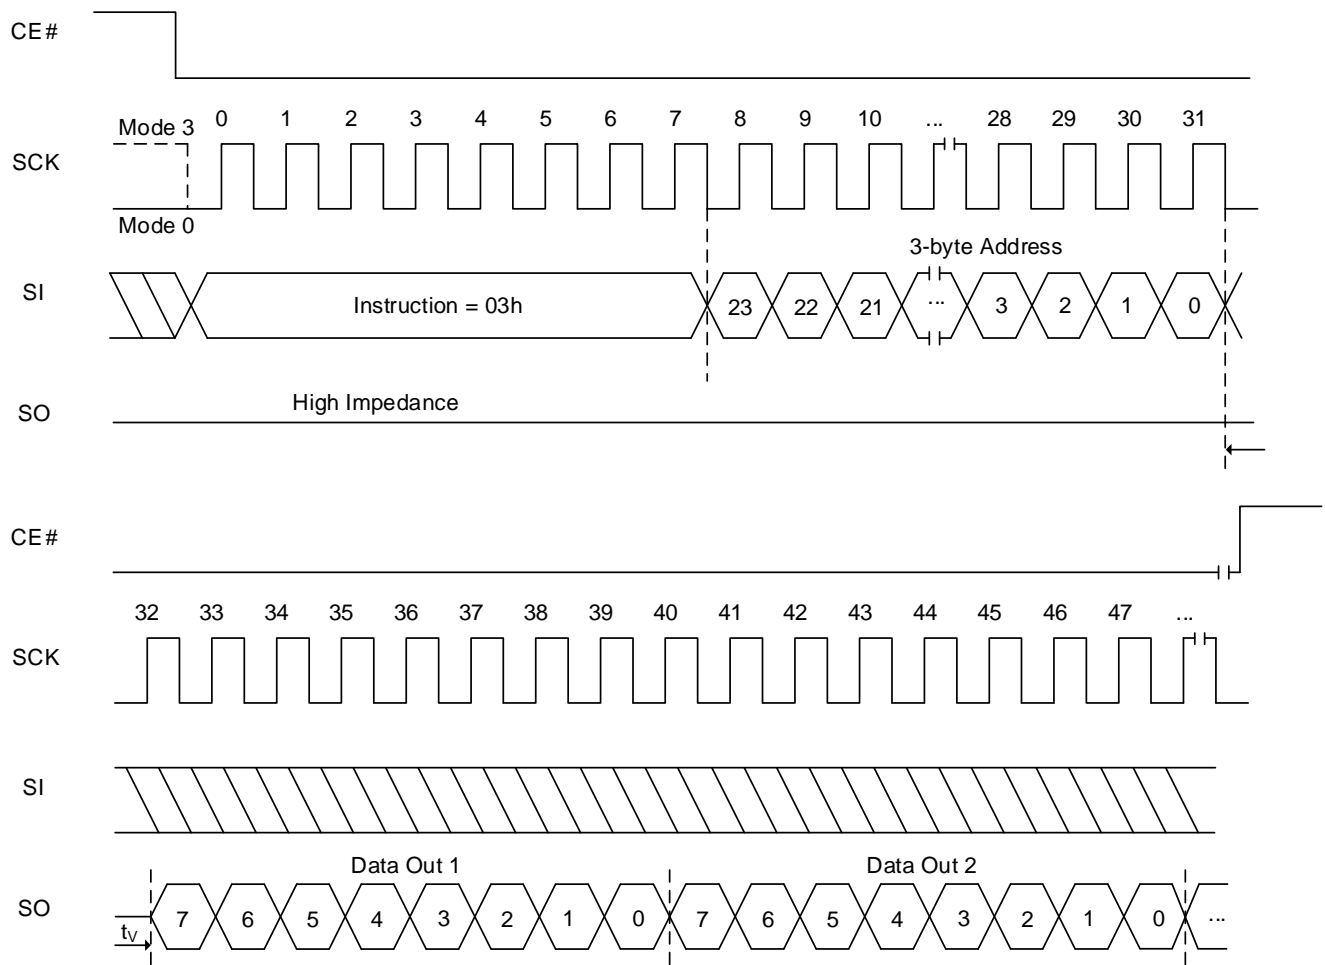 CE#
Mode 3 0 1 2 3 4 5 6 7 8 9 10 ... 28 29 30 31
SCK
Mode 0
3-byte Address
SI Instruction = 03h 23 22 21 ... 3 2 1 0
High Impedance
SO
CE#
32 33 34 35 36 37 38 39 40 41 42 43 44 45 46 47 ...
SCK
SI
Data Out 1 Data Out 2
SO 7 6 5 4 3 2 1 0 7 6 5 4 3 2 1 0 ...
tV